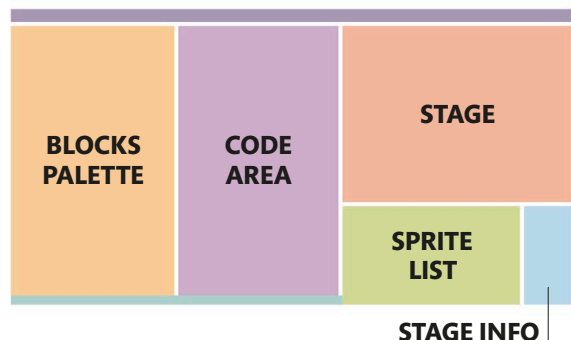 BLOCKS
PALETTE
CODE
AREA
STAGE
SPRITE
LIST
STAGE INFO